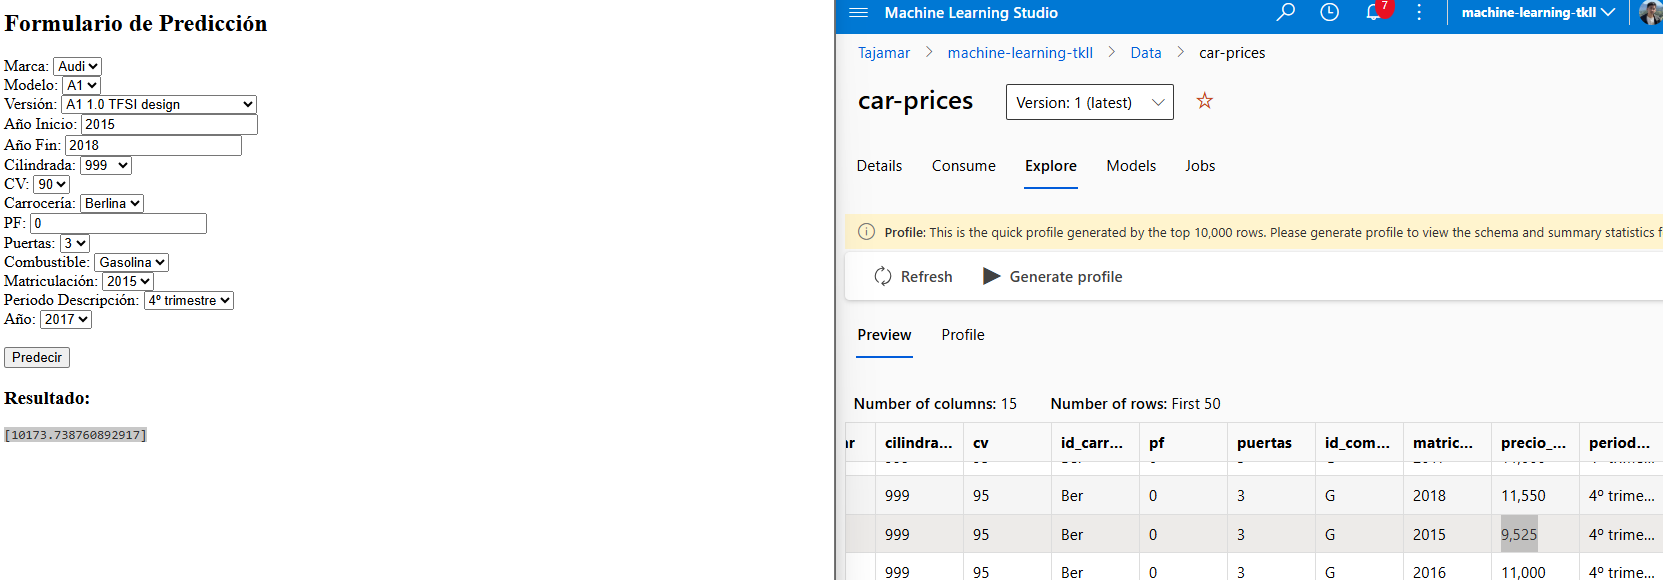 Formulario de Predicción
Marca: Audi
Modelo: A1
Versión: A1 1.0 TFSI design
Año Inicio: 2015
Año Fin: 2018
Cilindrada: 999
CV: 90
Carrocería: Berlina
PF: 0
Puertas: 3
Combustible: Gasolina
Matriculación: 2015
Periodo Descripción: 4º trimestre
Año: 2017
Predecir
Resultado:
[10173.738760892917]
Machine Learning Studio
7
machine-learning-tkll
Tajamar > machine-learning-tkll > Data > car-prices
car-prices
Version: 1 (latest)
Details Consume Explore Models Jobs
Profile: This is the quick profile generated by the top 10,000 rows. Please generate profile to view the schema and summary statistics f
Refresh Generate profile
Preview Profile
Number of columns: 15 Number of rows: First 50
ar cilindra... cv id_carr... pf puertas id_com... matric... precio_... period...
999 95 Ber 0 3 G 2018 11,550 4º trime...
999 95 Ber 0 3 G 2015 9,525 4º trime...
999 95 Ber 0 3 G 2016 11,000 4º trime...